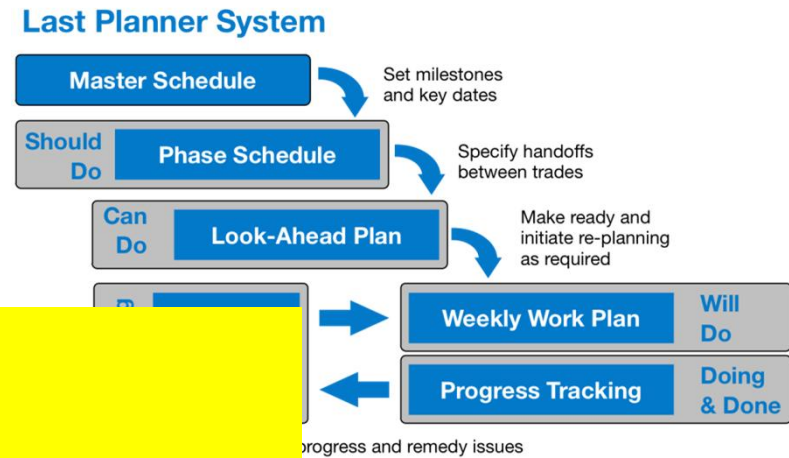 Last Planner System
Master Schedule
Set milestones
and key dates
Should
Do
Phase Schedule
Specify handoffs
between trades
Can
Do
Look-Ahead Plan
Make ready and
initiate re-planning
as required
Weekly Work Plan
Will
Do
Progress Tracking
Doing
& Done
progress and remedy issues